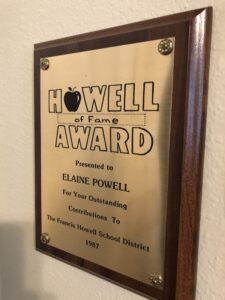 HOWELL
of Fame
AWARD
Presented to
ELAINE POWELL
For Your Outstanding
Contributions To
The Francis Howell School District
1987